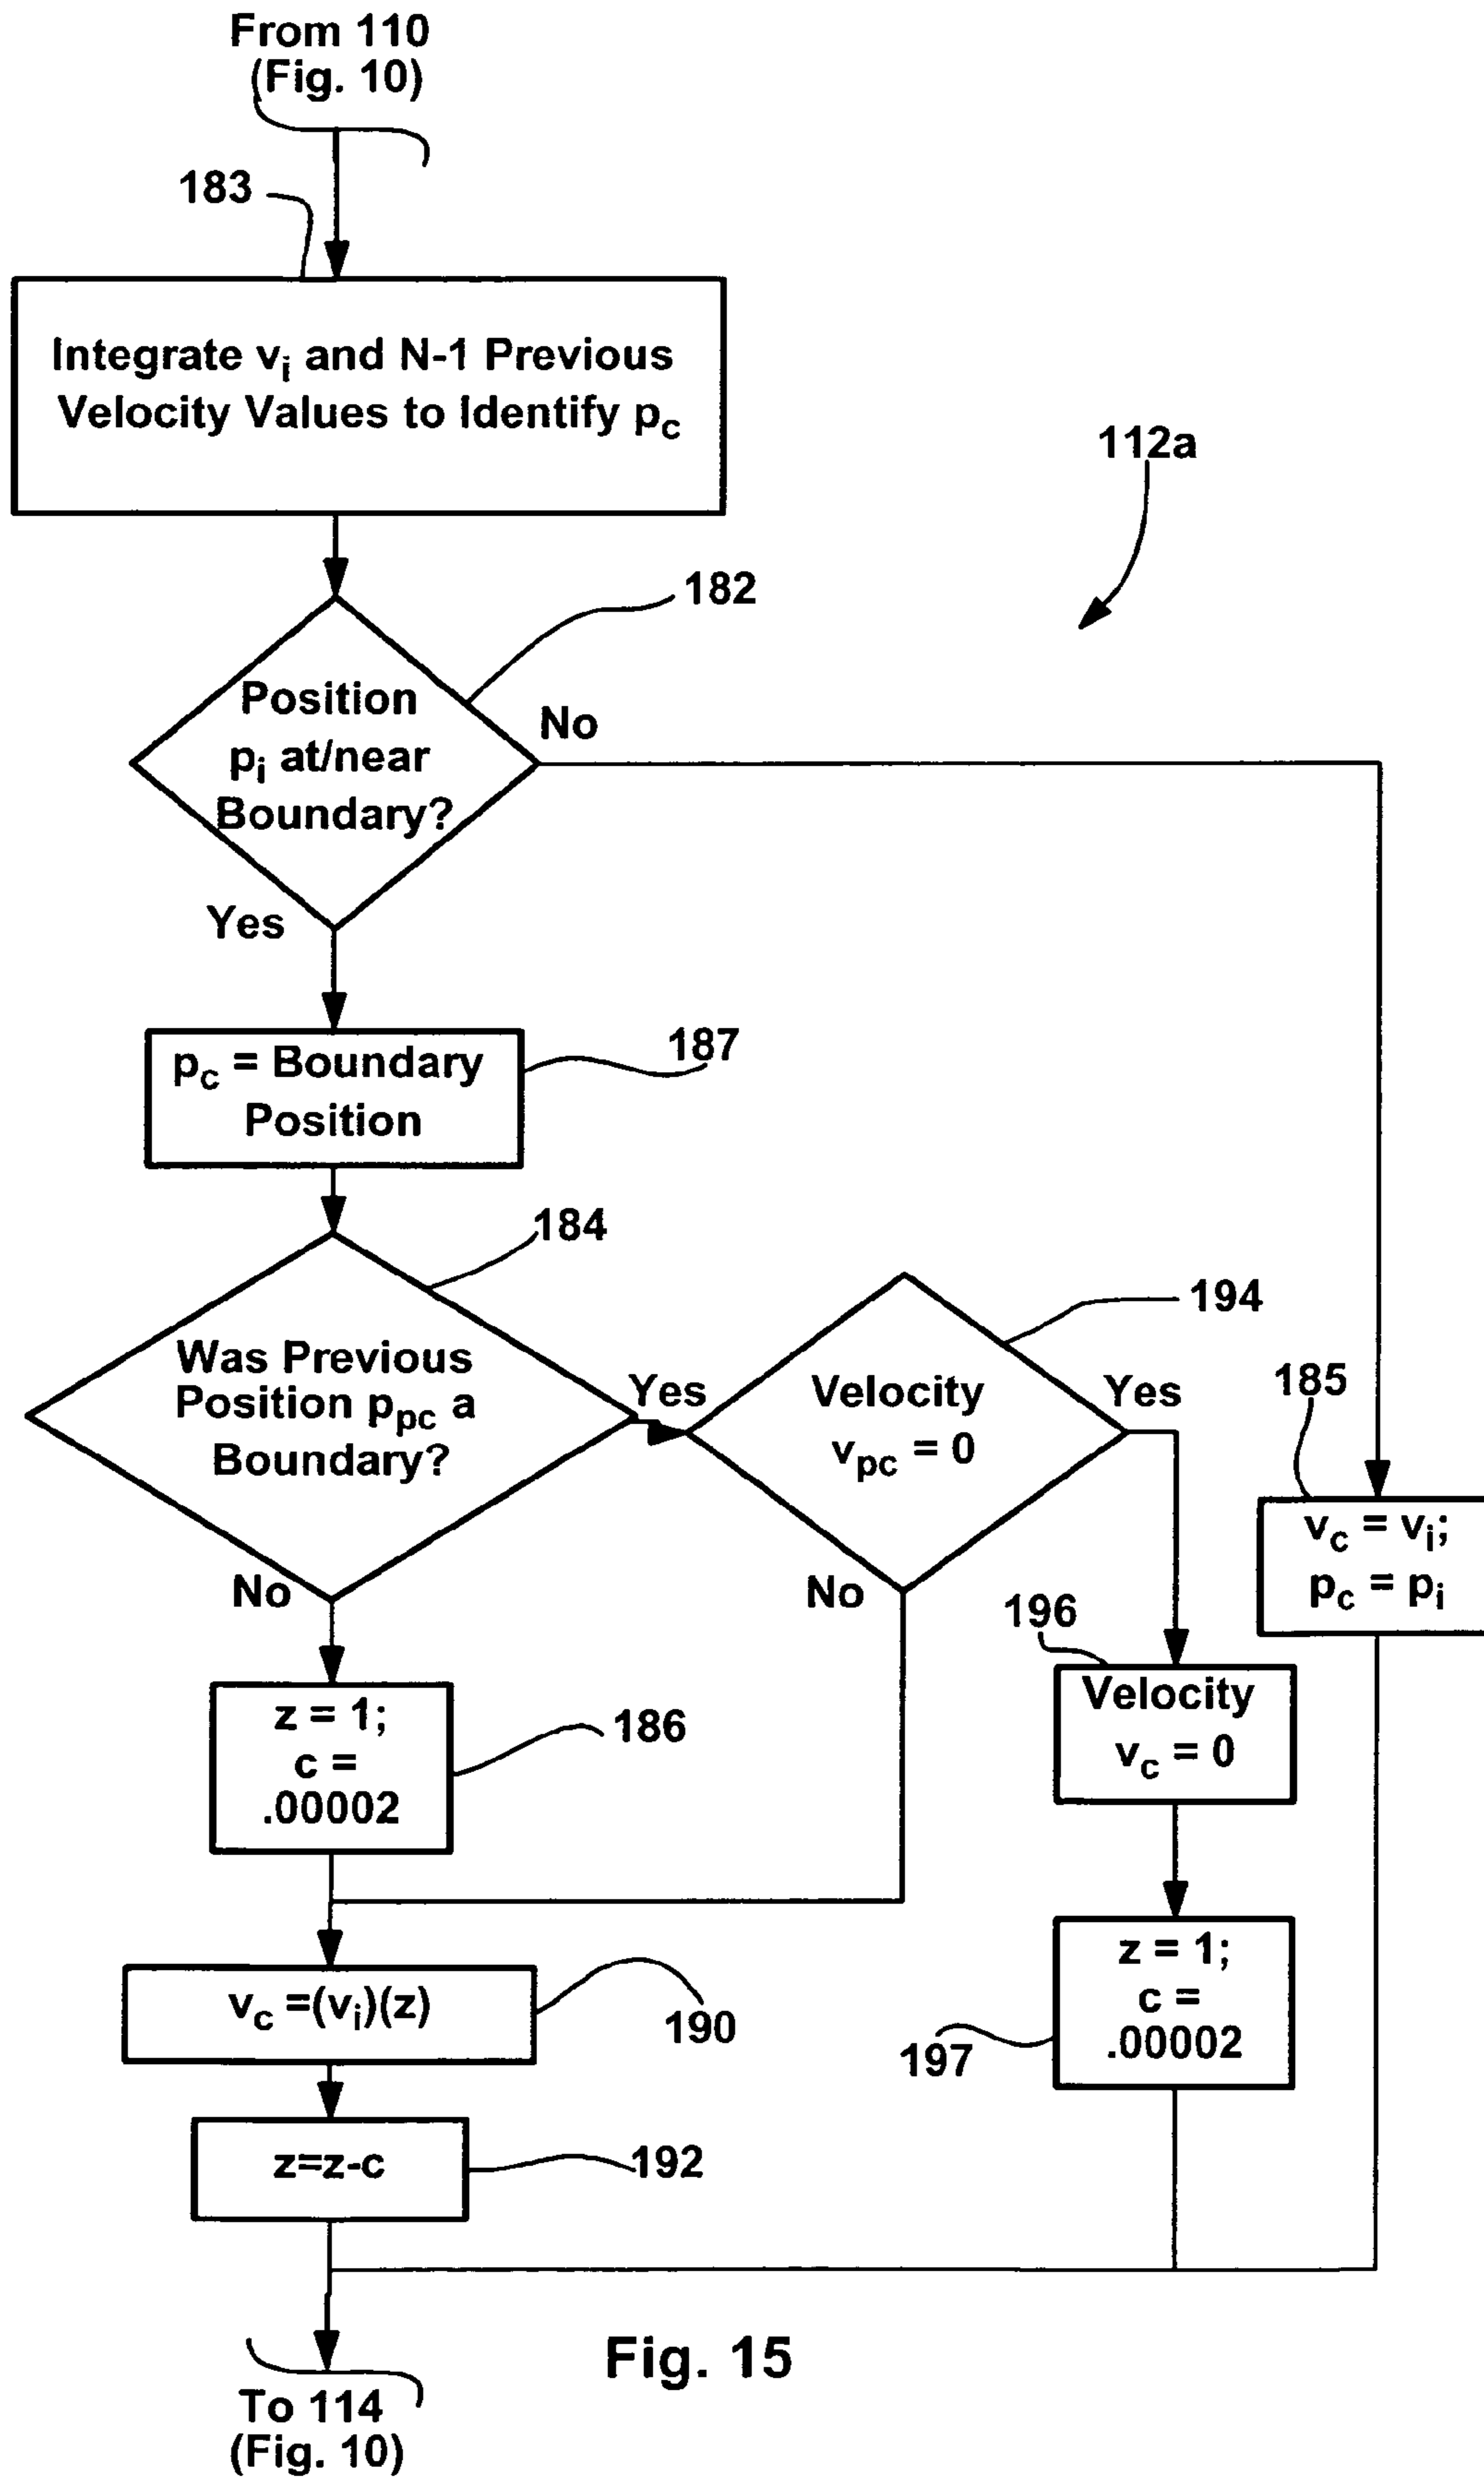 From 110
(Fig. 10)
183
Integrate vi and N-1 Previous
Velocity Values to Identify pc
112a
182
Position
pi at/near
Boundary?
No
Yes
pc = Boundary
Position
187
184
Was Previous
Position ppc a
Boundary?
Yes
No
194
Velocity
vpc = 0
Yes
No
185
vc = vi;
pc = pi
196
Velocity
vc = 0
z = 1;
c =
.00002
186
z = 1;
c =
.00002
197
vc =(vi)(z)
190
z=z-c
192
Fig. 15
To 114
(Fig. 10)